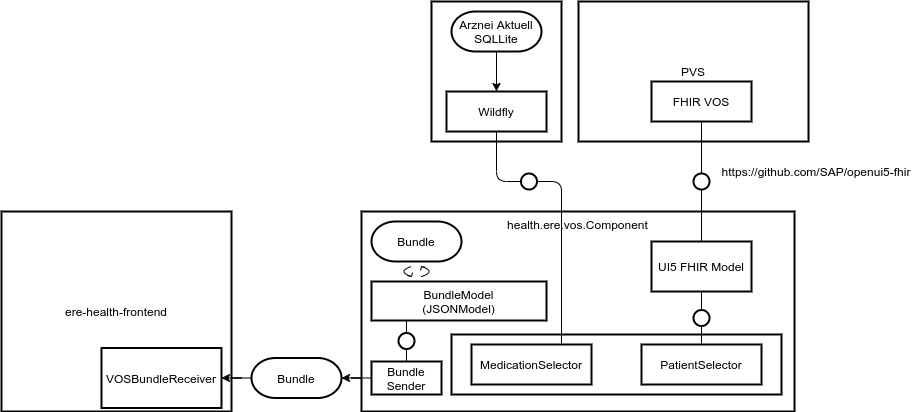 Arznei Aktuell
SQLLite
Wildfly
PVS
FHIR VOS
https://github.com/SAP/openui5-fhir
health.ere.vos.Component
Bundle
BundleModel
(JSONModel)
UI5 FHIR Model
ere-health-frontend
VOSBundleReceiver
Bundle
Bundle
Sender
MedicationSelector
PatientSelector